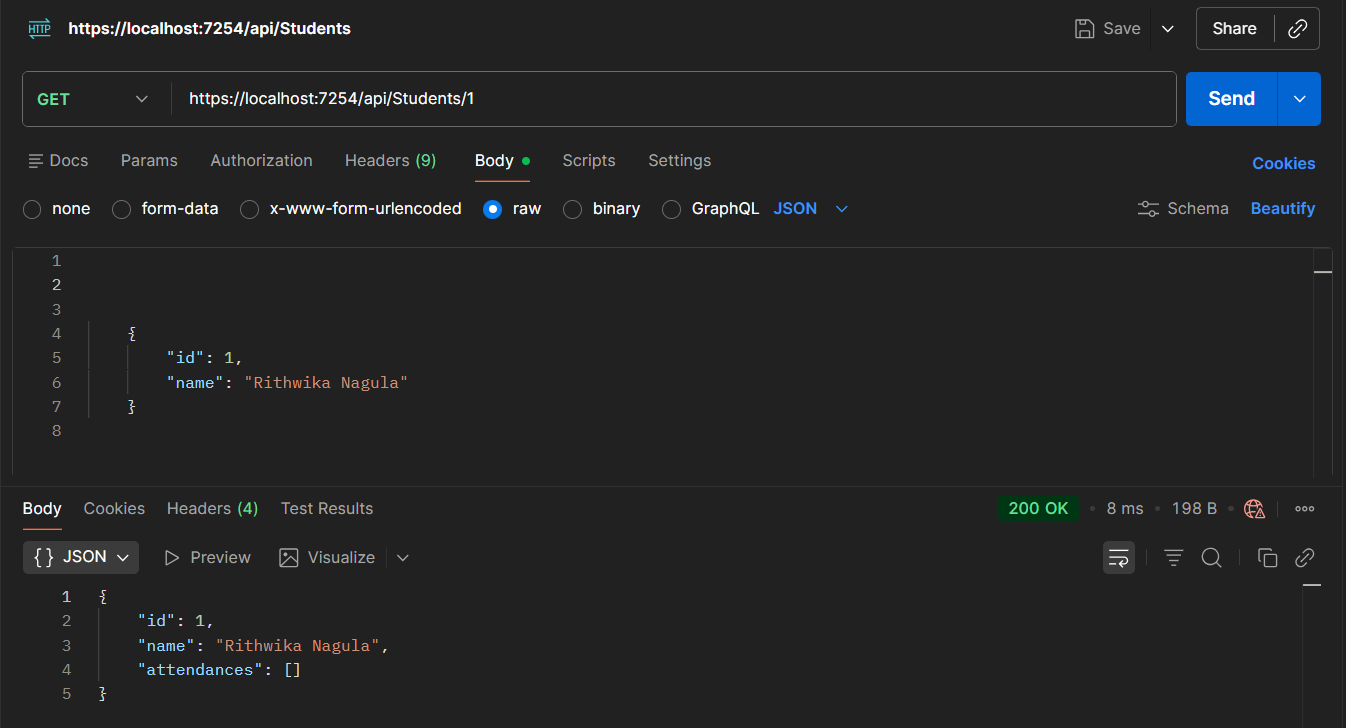 HTTP https://localhost:7254/api/Students Save Share
GET https://localhost:7254/api/Students/1 Send
Docs Params Authorization Headers (9) Body Scripts Settings Cookies
none form-data x-www-form-urlencoded raw binary GraphQL JSON Schema Beautify
1
2
3
4 {
5 "id": 1,
6 "name": "Rithwika Nagula"
7 }
8
Body Cookies Headers (4) Test Results 200 OK • 8 ms • 198 B •
{} JSON Preview Visualize
1 {
2 "id": 1,
3 "name": "Rithwika Nagula",
4 "attendances": []
5 }